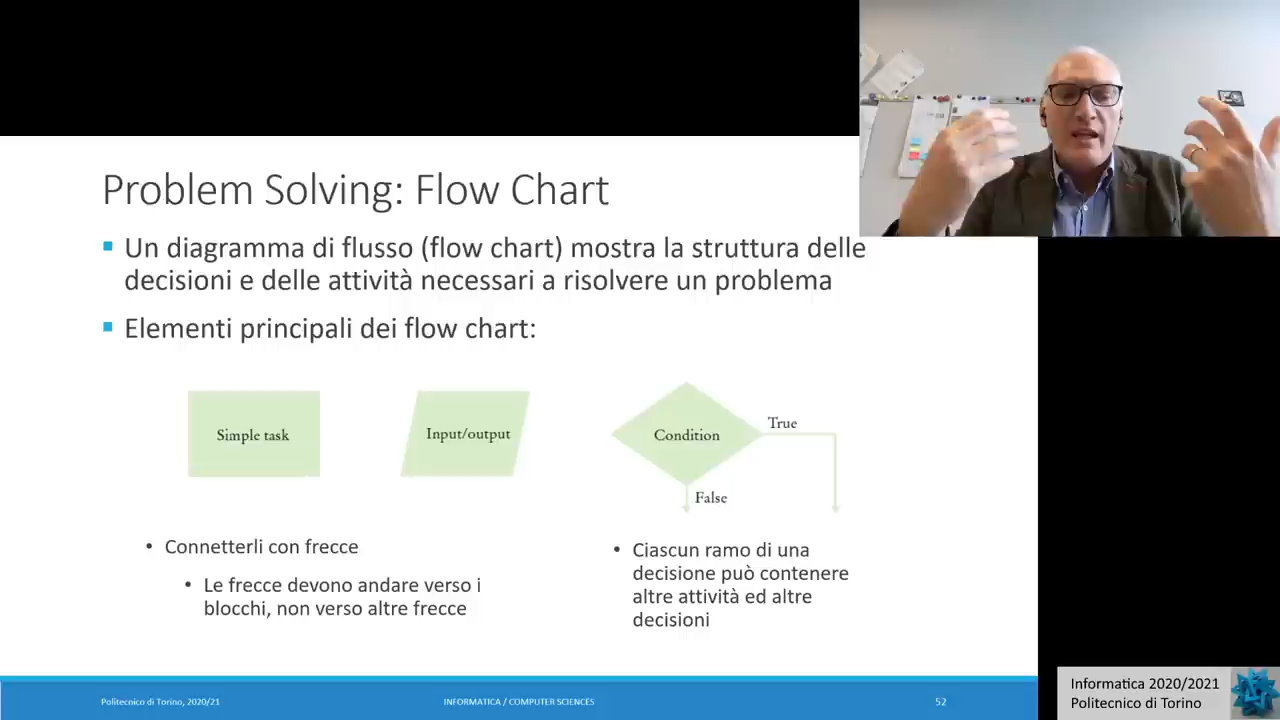 Problem Solving: Flow Chart
Un diagramma di flusso (flow chart) mostra la struttura delle
decisioni e delle attività necessari a risolvere un problema
Elementi principali dei flow chart:
Simple task
Input/output
Condition
True
False
Connetterli con frecce
Le frecce devono andare verso i
blocchi, non verso altre frecce
Ciascun ramo di una
decisione può contenere
altre attività ed altre
decisioni
Politecnico di Torino, 2020/21
INFORMATICA / COMPUTER SCIENCES
52
Informatica 2020/2021
Politecnico di Torino